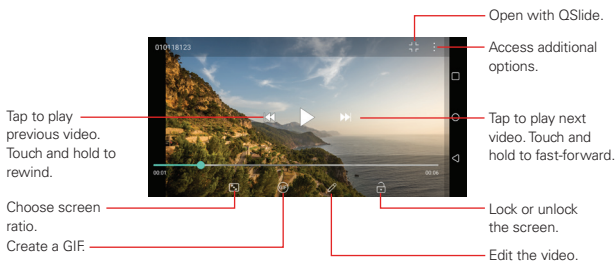 Open with QSlide.
010118123
Access additional
options.
Tap to play
previous video.
Touch and hold to
rewind.
Tap to play next
video. Touch and
hold to fast-forward.
00:01
00:06
GIF
Choose screen
ratio.
Create a GIF.
Lock or unlock
the screen.
Edit the video.